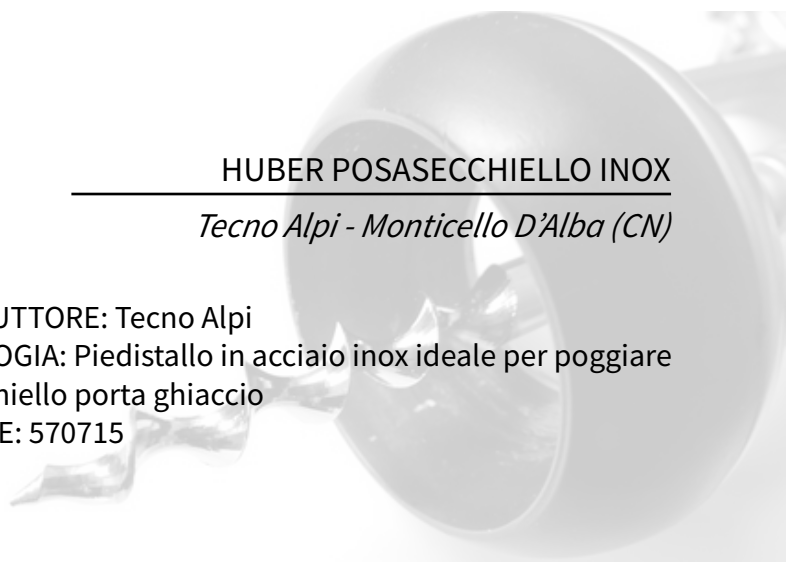 HUBER POSASECCHIELLO INOX
Tecno Alpi - Monticello D’Alba (CN)
UTTORE: Tecno Alpi
OGIA: Piedistallo in acciaio inox ideale per poggiare
hiello porta ghiaccio
E: 570715